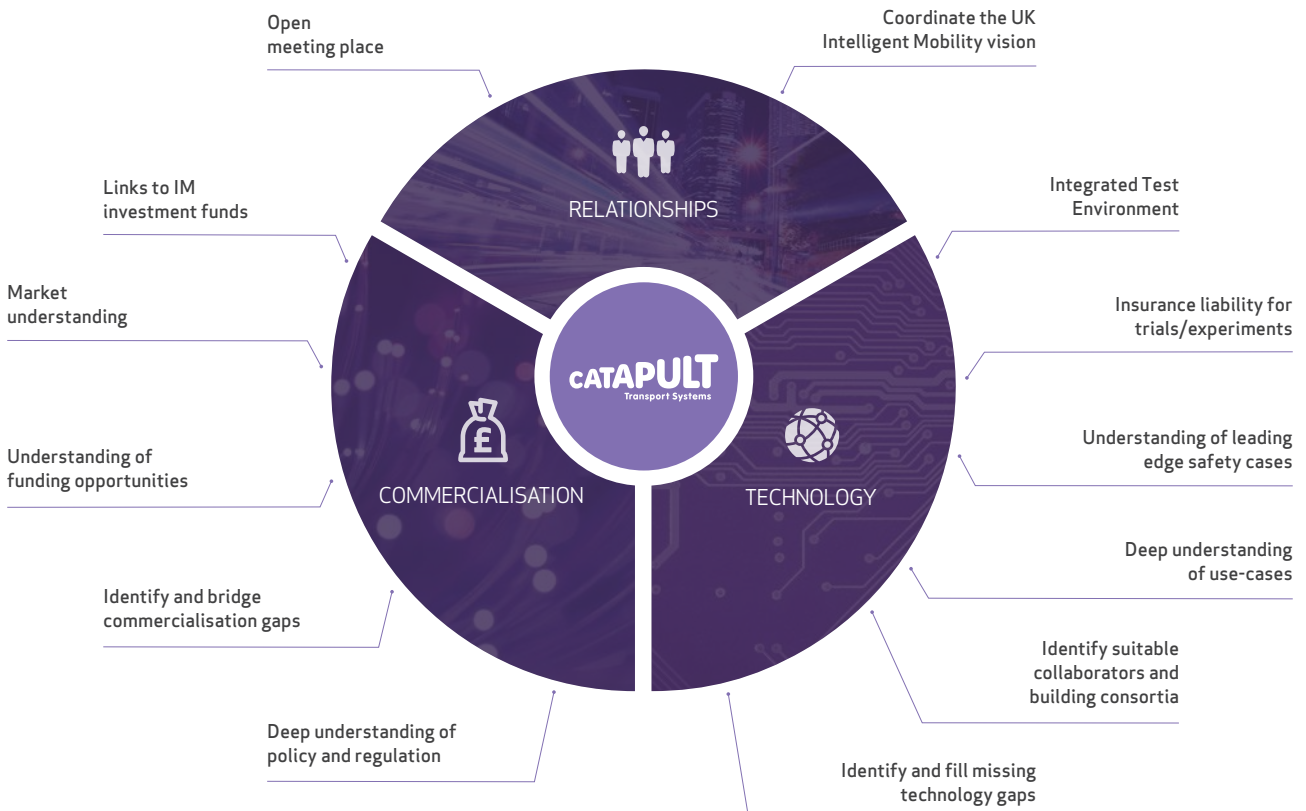 Open
meeting place
Coordinate the UK
Intelligent Mobility vision
Links to IM
investment funds
RELATIONSHIPS
Integrated Test
Environment
Market
understanding
Insurance liability for
trials/experiments
CATAPULT
Transport Systems
Understanding of
funding opportunities
£
COMMERCIALISATION
TECHNOLOGY
Understanding of leading
edge safety cases
Deep understanding
of use-cases
Identify and bridge
commercialisation gaps
Identify suitable
collaborators and
building consortia
Deep understanding of
policy and regulation
Identify and fill missing
technology gaps